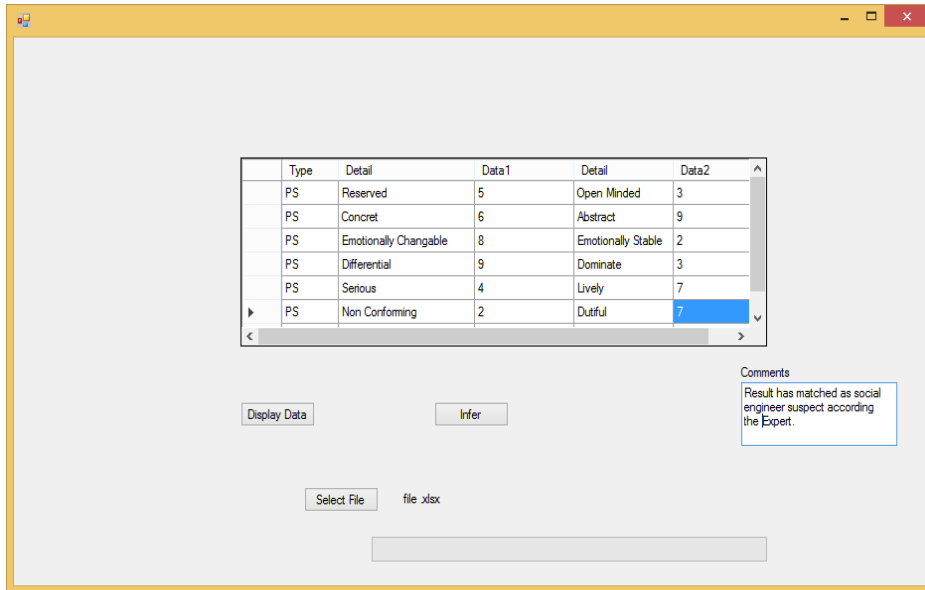 Type Detail Data1 Detail Data2
PS Reserved 5 Open Minded 3
PS Concret 6 Abstract 9
PS Emotionally Changable 8 Emotionally Stable 2
PS Differential 9 Dominate 3
PS Serious 4 Lively 7
PS Non Conforming 2 Dutiful 7
Comments
Result has matched as social
engineer suspect according
the Expert.
Display Data Infer
Select File file .xlsx